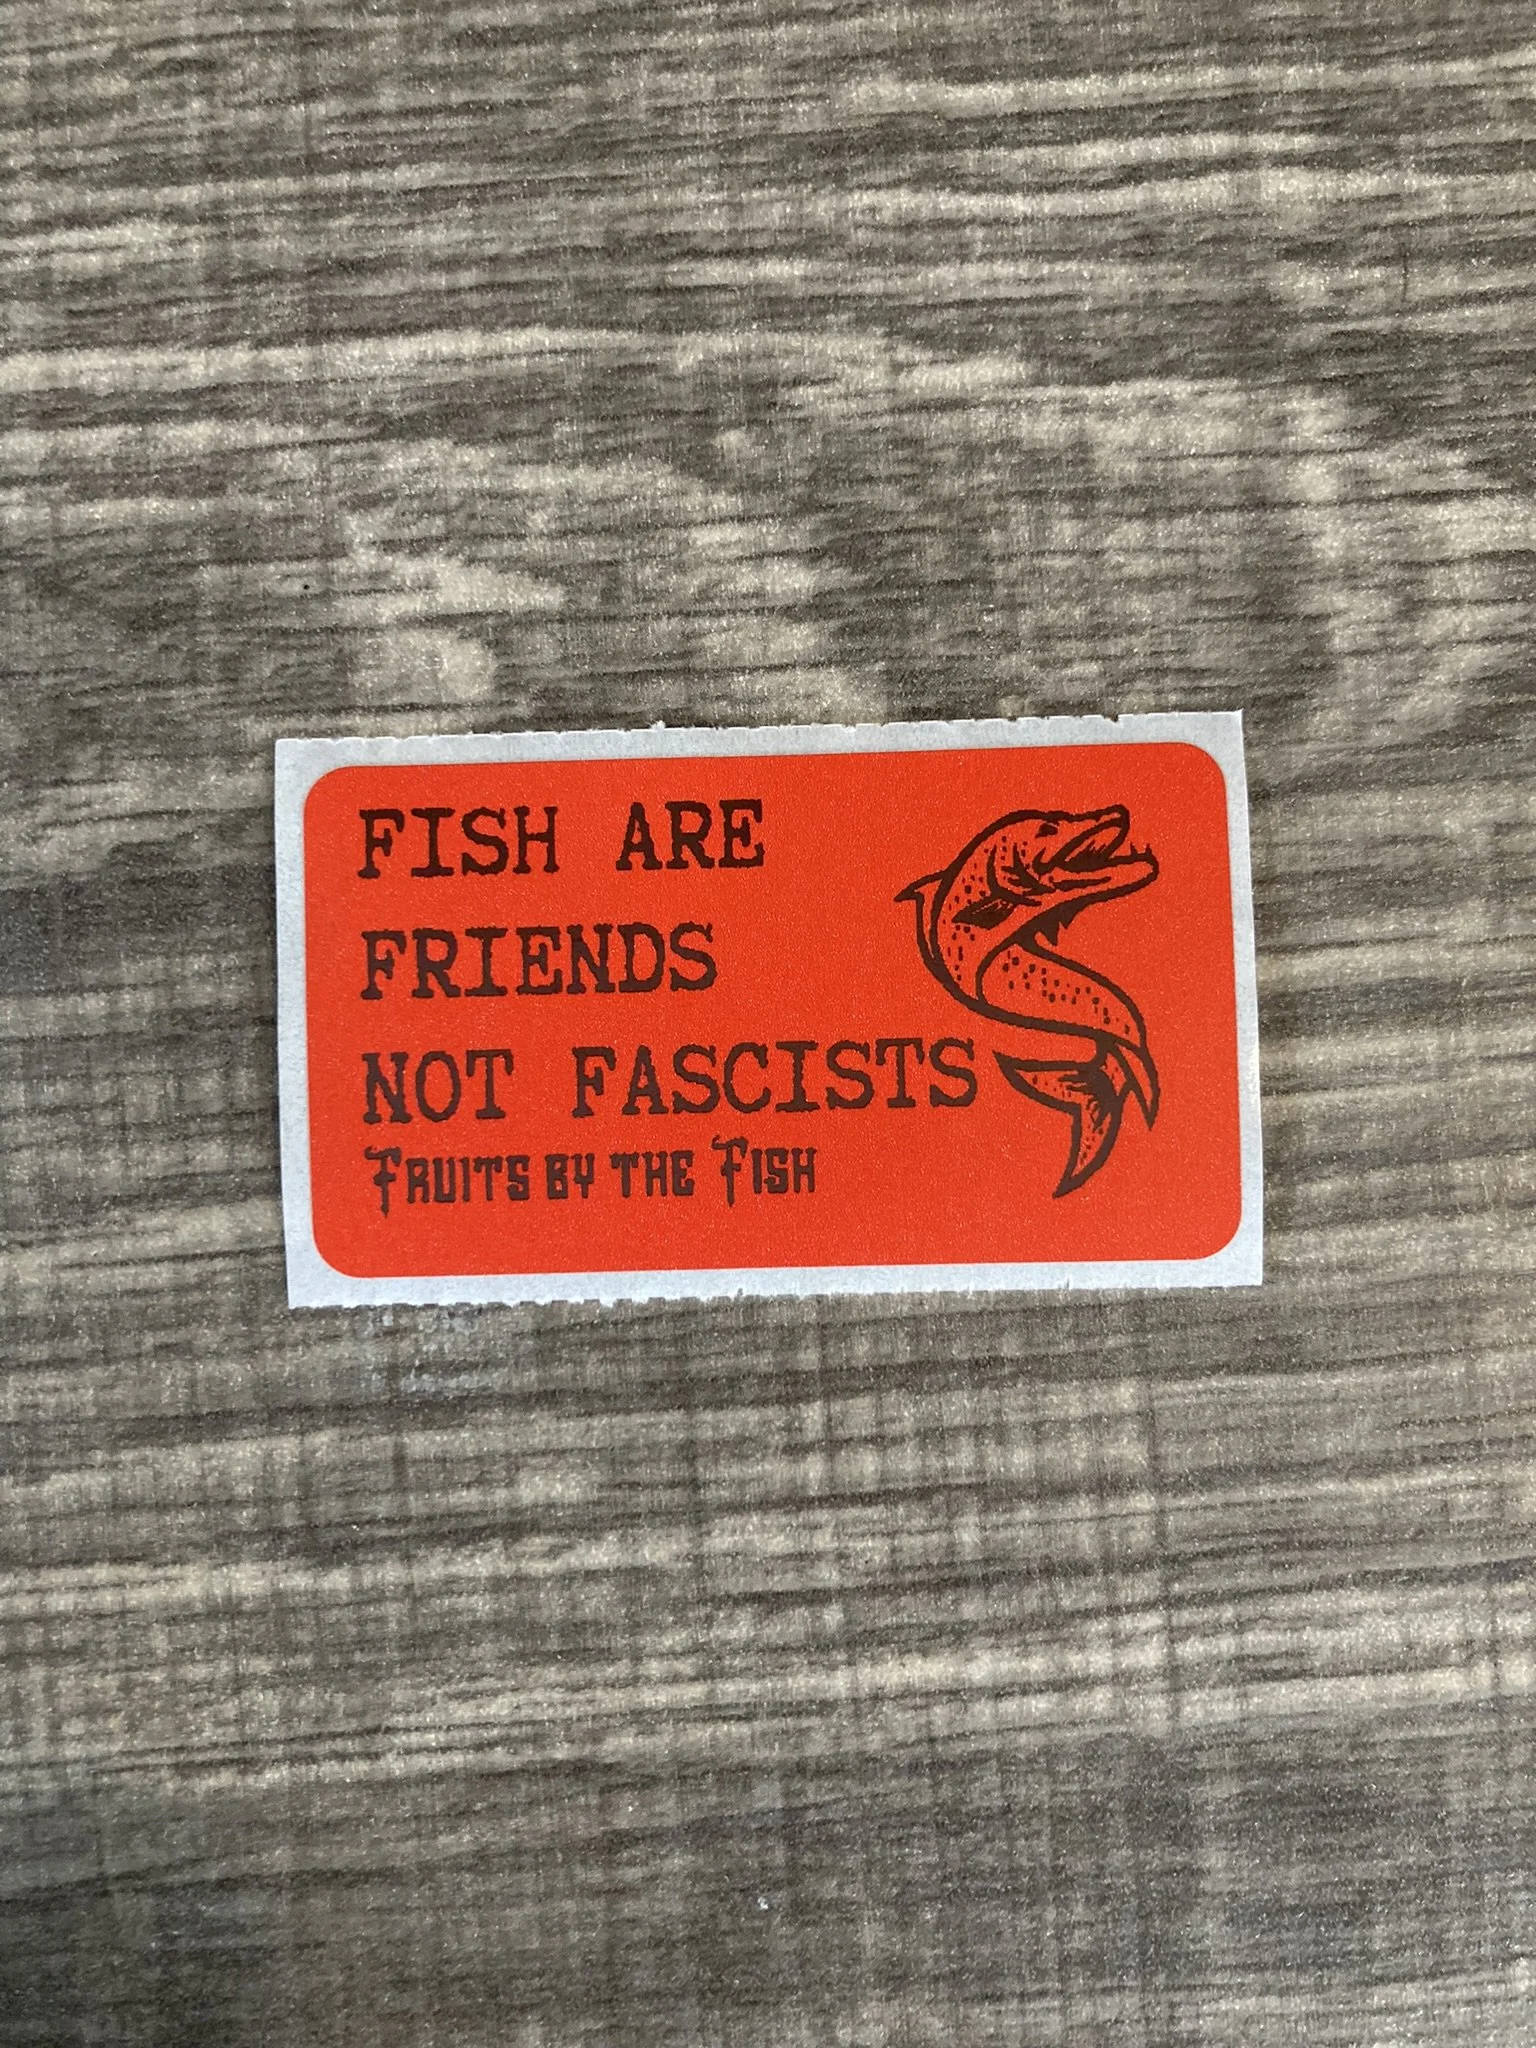 FISH ARE
FRIENDS
NOT FASCISTS
FRUITS BY THE FISH